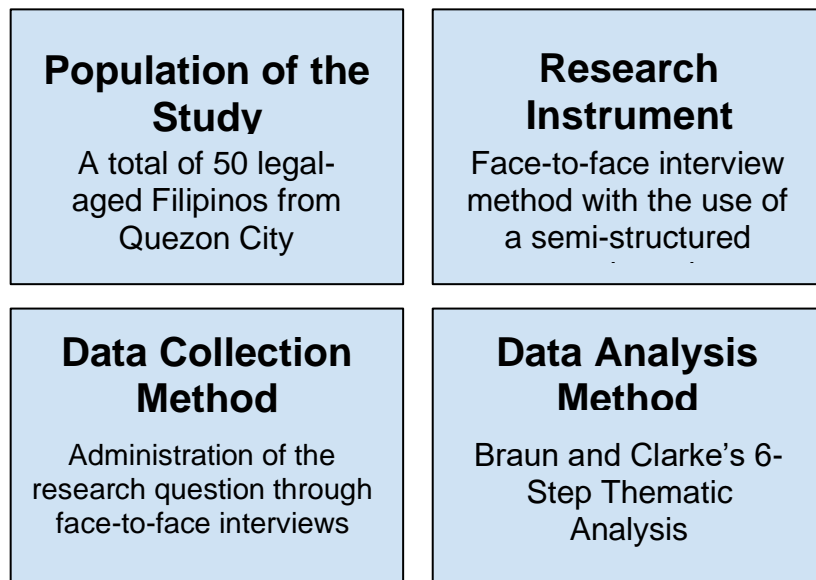 Population of the
Study
A total of 50 legal-
aged Filipinos from
Quezon City
Research
Instrument
Face-to-face interview
method with the use of
a semi-structured
Data Collection
Method
Administration of the
research question through
face-to-face interviews
Data Analysis
Method
Braun and Clarke’s 6-
Step Thematic
Analysis